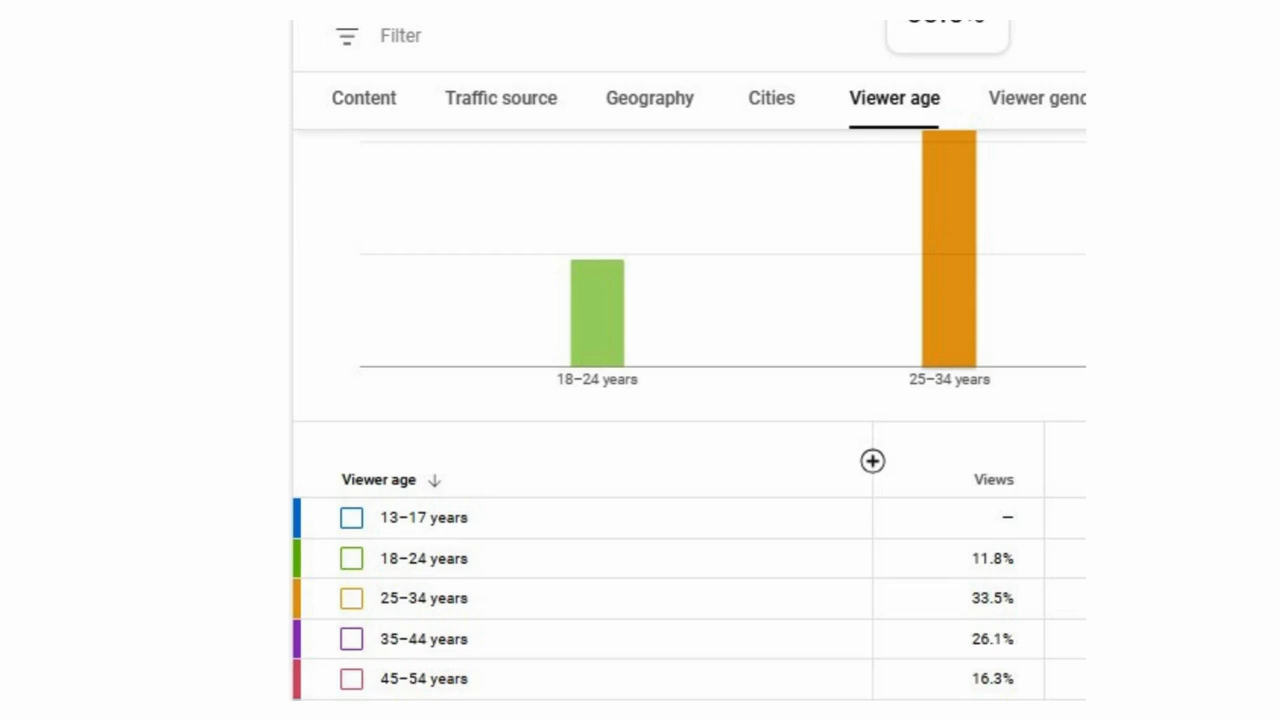 Filter
Content Traffic source Geography Cities Viewer age Viewer
18–24 years 25–34 years
Viewer age Views
13–17 years –
18–24 years 11.8%
25–34 years 33.5%
35–44 years 26.1%
45–54 years 16.3%